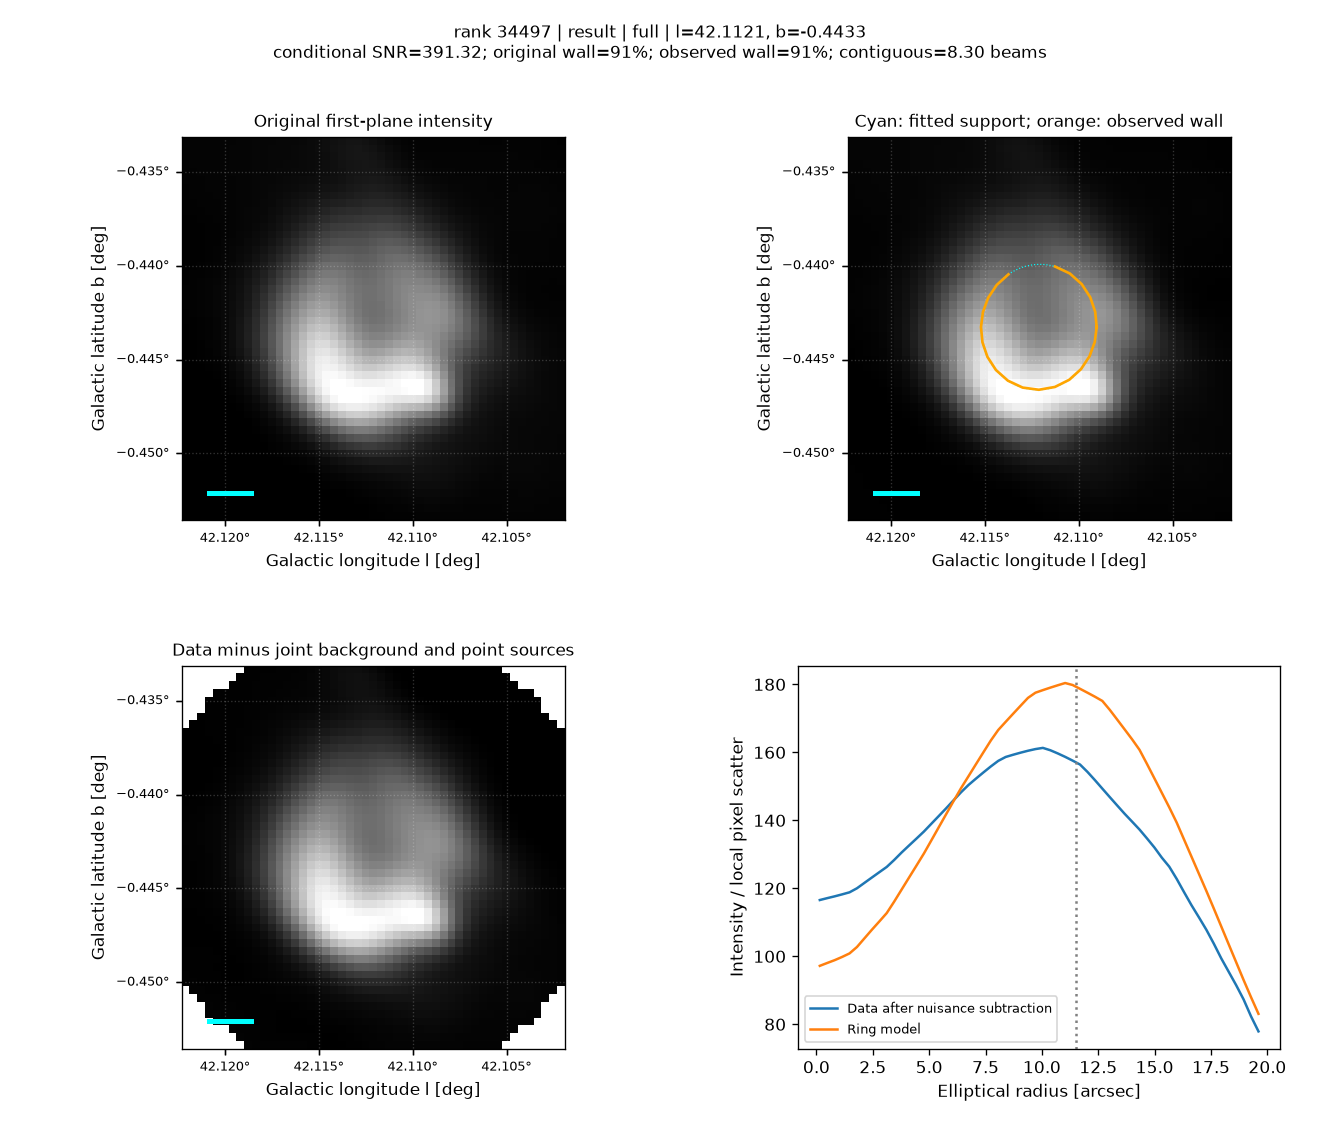 rank 34497 | result | full | l=42.1121, b=-0.4433
conditional SNR=391.32; original wall=91%; observed wall=91%; contiguous=8.30 beams
Original first-plane intensity
−0.435°
−0.440°
−0.445°
−0.450°
Galactic latitude b [deg]
42.120°
42.115°
42.110°
42.105°
Galactic longitude l [deg]
Cyan: fitted support; orange: observed wall
−0.435°
−0.440°
−0.445°
−0.450°
Galactic latitude b [deg]
42.120°
42.115°
42.110°
42.105°
Galactic longitude l [deg]
Data minus joint background and point sources
−0.435°
−0.440°
−0.445°
−0.450°
Galactic latitude b [deg]
42.120°
42.115°
42.110°
42.105°
Galactic longitude l [deg]
180
160
140
120
100
80
Intensity / local pixel scatter
Data after nuisance subtraction
Ring model
0.0
2.5
5.0
7.5
10.0
12.5
15.0
17.5
20.0
Elliptical radius [arcsec]